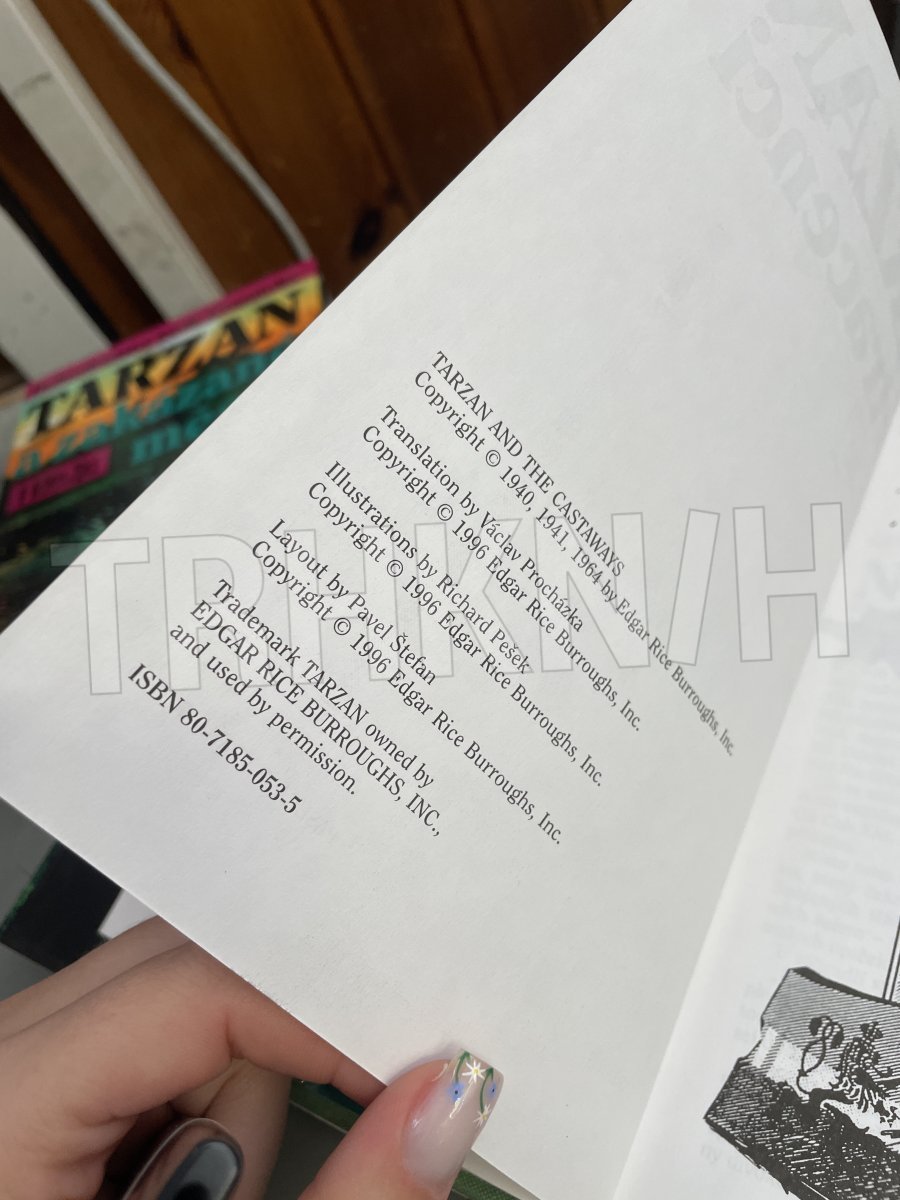 TARZAN AND THE CASTAWAYS
Copyright © 1940, 1941, 1964 by Edgar Rice Burroughs, Inc.
Translation by Václav Procházka
Copyright © 1996 Edgar Rice Burroughs, Inc.
Illustrations by Richard Pešek
Copyright © 1996 Edgar Rice Burroughs, Inc.
Layout by Pavel Štefan
Copyright © 1996 Edgar Rice Burroughs, Inc.
Trademark TARZAN owned by
EDGAR RICE BURROUGHS, INC.,
and used by permission.
ISBN 80-7185-053-5
TARZAN
TRHKNIH